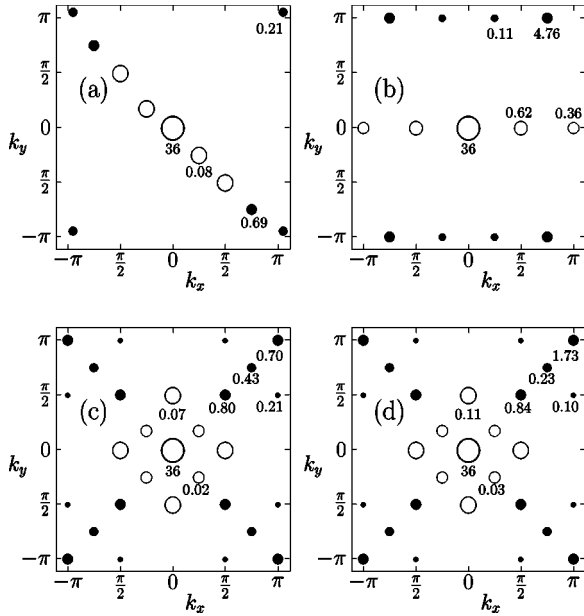 π 0.21 π 0.11 4.76
π/2 (a) π/2 (b) 0.62 0.36
0 36 0.08 0 36
k_y k_y
π/2 π/2
−π 0.69 −π
−π π/2 0 π/2 π −π π/2 0 π/2 π
k_x k_x
π 0.70 π 1.73
0.43 0.23
π/2 (c) 0.07 0.80 0.21 π/2 (d) 0.11 0.84 0.10
0 36 0 36
k_y 0.02 k_y 0.03
π/2 π/2
−π −π
−π π/2 0 π/2 π −π π/2 0 π/2 π
k_x k_x